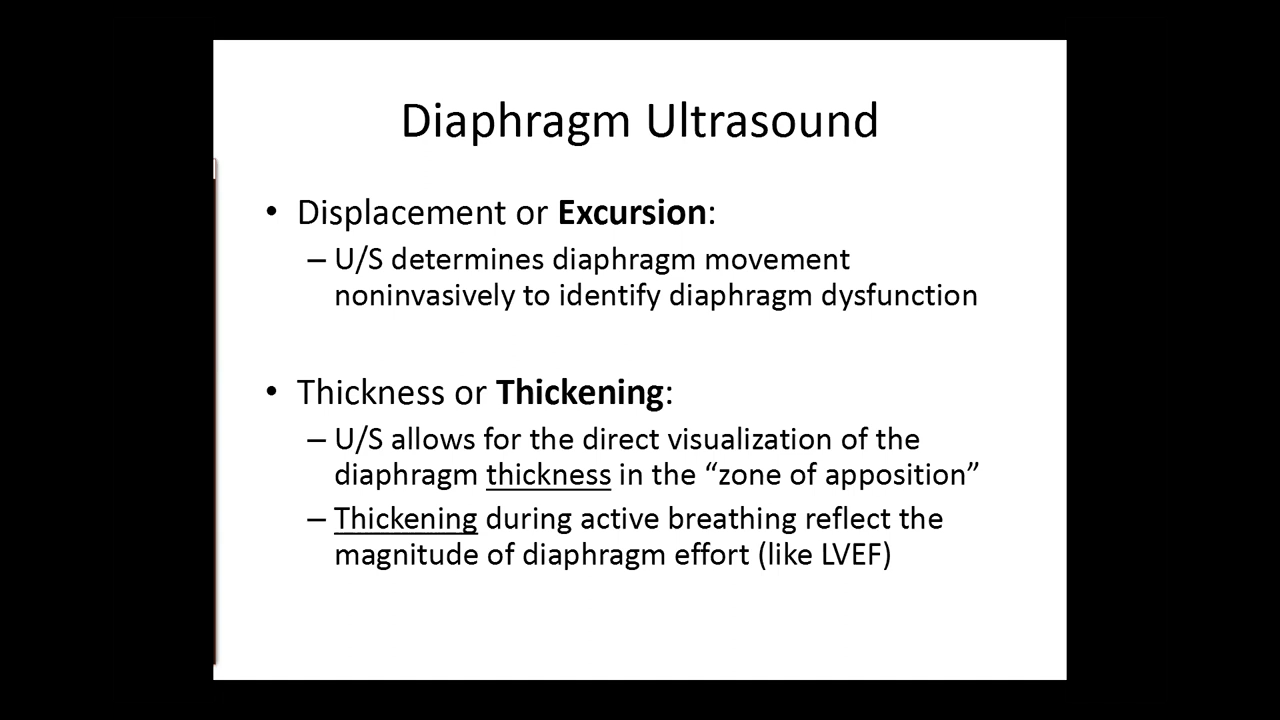 Diaphragm Ultrasound
• Displacement or Excursion:
– U/S determines diaphragm movement
noninvasively to identify diaphragm dysfunction
• Thickness or Thickening:
– U/S allows for the direct visualization of the
diaphragm thickness in the “zone of apposition”
– Thickening during active breathing reflect the
magnitude of diaphragm effort (like LVEF)